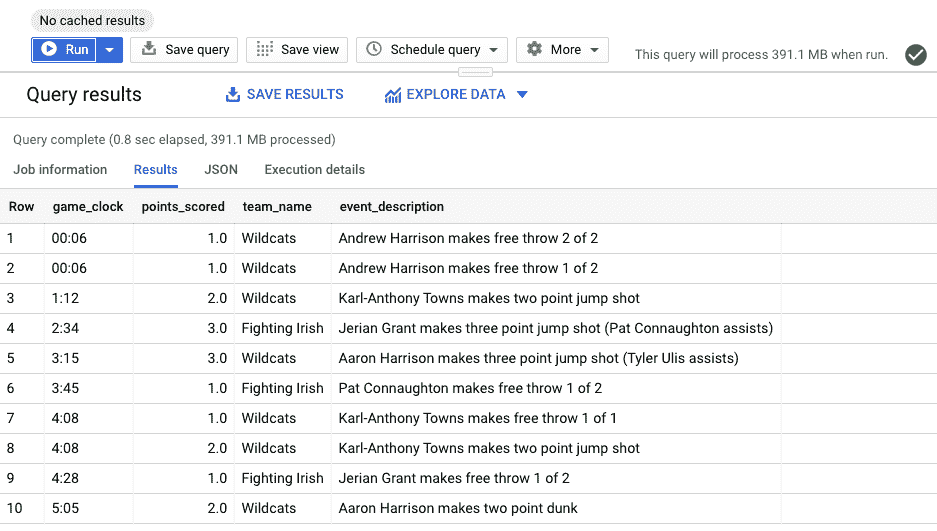 No cached results
Run Save query Save view Schedule query More This query will process 391.1 MB when run.
Query results SAVE RESULTS EXPLORE DATA
Query complete (0.8 sec elapsed, 391.1 MB processed)
Job information Results JSON Execution details
Row game_clock points_scored team_name event_description
1 00:06 1.0 Wildcats Andrew Harrison makes free throw 2 of 2
2 00:06 1.0 Wildcats Andrew Harrison makes free throw 1 of 2
3 1:12 2.0 Wildcats Karl-Anthony Towns makes two point jump shot
4 2:34 3.0 Fighting Irish Jerian Grant makes three point jump shot (Pat Connaughton assists)
5 3:15 3.0 Wildcats Aaron Harrison makes three point jump shot (Tyler Ulis assists)
6 3:45 1.0 Fighting Irish Pat Connaughton makes free throw 1 of 2
7 4:08 1.0 Wildcats Karl-Anthony Towns makes free throw 1 of 1
8 4:08 2.0 Wildcats Karl-Anthony Towns makes two point jump shot
9 4:28 1.0 Fighting Irish Jerian Grant makes free throw 1 of 2
10 5:05 2.0 Wildcats Aaron Harrison makes two point dunk